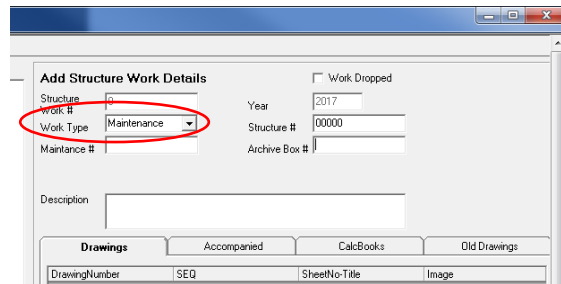 Add Structure Work Details
Work Dropped
Structure Work # 0
Year 2017
Work Type Maintenance
Structure # 00000
Maintance #
Archive Box #
Description
Drawings Accompanied CalcBooks Old Drawings
DrawingNumber SEQ SheetNo-Title Image